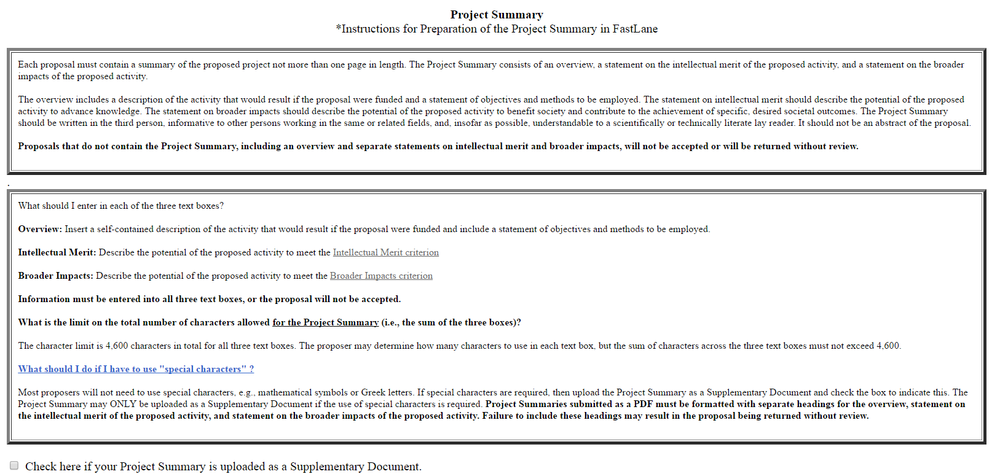 Project Summary
*Instructions for Preparation of the Project Summary in FastLane
Each proposal must contain a summary of the proposed project not more than one page in length. The Project Summary consists of an overview, a statement on the intellectual merit of the proposed activity, and a statement on the broader
impacts of the proposed activity.
The overview includes a description of the activity that would result if the proposal were funded and a statement of objectives and methods to be employed. The statement on intellectual merit should describe the potential of the proposed
activity to advance knowledge. The statement on broader impacts should describe the potential of the proposed activity to benefit society and contribute to the achievement of specific, desired societal outcomes. The Project Summary
should be written in the third person, informative to other persons working in the same or related fields, and, insofar as possible, understandable to a scientifically or technically literate lay reader. It should not be an abstract of the proposal.
Proposals that do not contain the Project Summary, including an overview and separate statements on intellectual merit and broader impacts, will not be accepted or will be returned without review.
.
What should I enter in each of the three text boxes?
Overview: Insert a self-contained description of the activity that would result if the proposal were funded and include a statement of objectives and methods to be employed.
Intellectual Merit: Describe the potential of the proposed activity to meet the Intellectual Merit criterion
Broader Impacts: Describe the potential of the proposed activity to meet the Broader Impacts criterion
Information must be entered into all three text boxes, or the proposal will not be accepted.
What is the limit on the total number of characters allowed for the Project Summary (i.e., the sum of the three boxes)?
The character limit is 4,600 characters in total for all three text boxes. The proposer may determine how many characters to use in each text box, but the sum of characters across the three text boxes must not exceed 4,600.
What should I do if I have to use "special characters" ?
Most proposers will not need to use special characters, e.g., mathematical symbols or Greek letters. If special characters are required, then upload the Project Summary as a Supplementary Document and check the box to indicate this. The
Project Summary may ONLY be uploaded as a Supplementary Document if the use of special characters is required. Project Summaries submitted as a PDF must be formatted with separate headings for the overview, statement on
the intellectual merit of the proposed activity, and statement on the broader impacts of the proposed activity. Failure to include these headings may result in the proposal being returned without review.
Check here if your Project Summary is uploaded as a Supplementary Document.